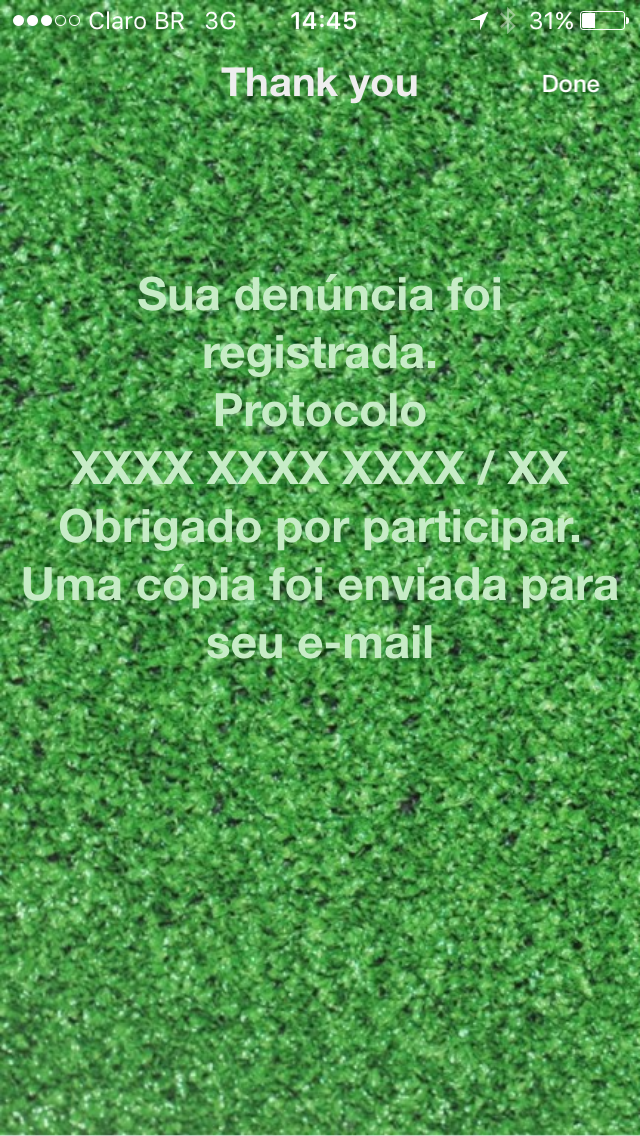 Claro BR 3G 14:45 31%
Thank you Done
Sua denúncia foi
registrada.
Protocolo
XXXX XXXX XXXX / XX
Obrigado por participar.
Uma cópia foi enviada para
seu e-mail